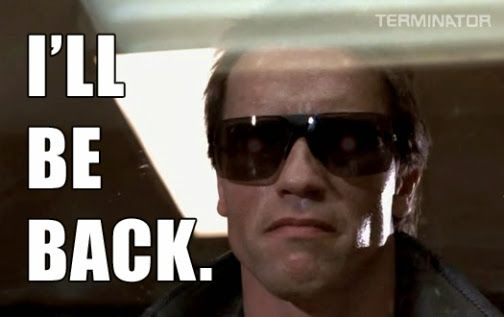 TERMINATOR
I'LL
BE
BACK.